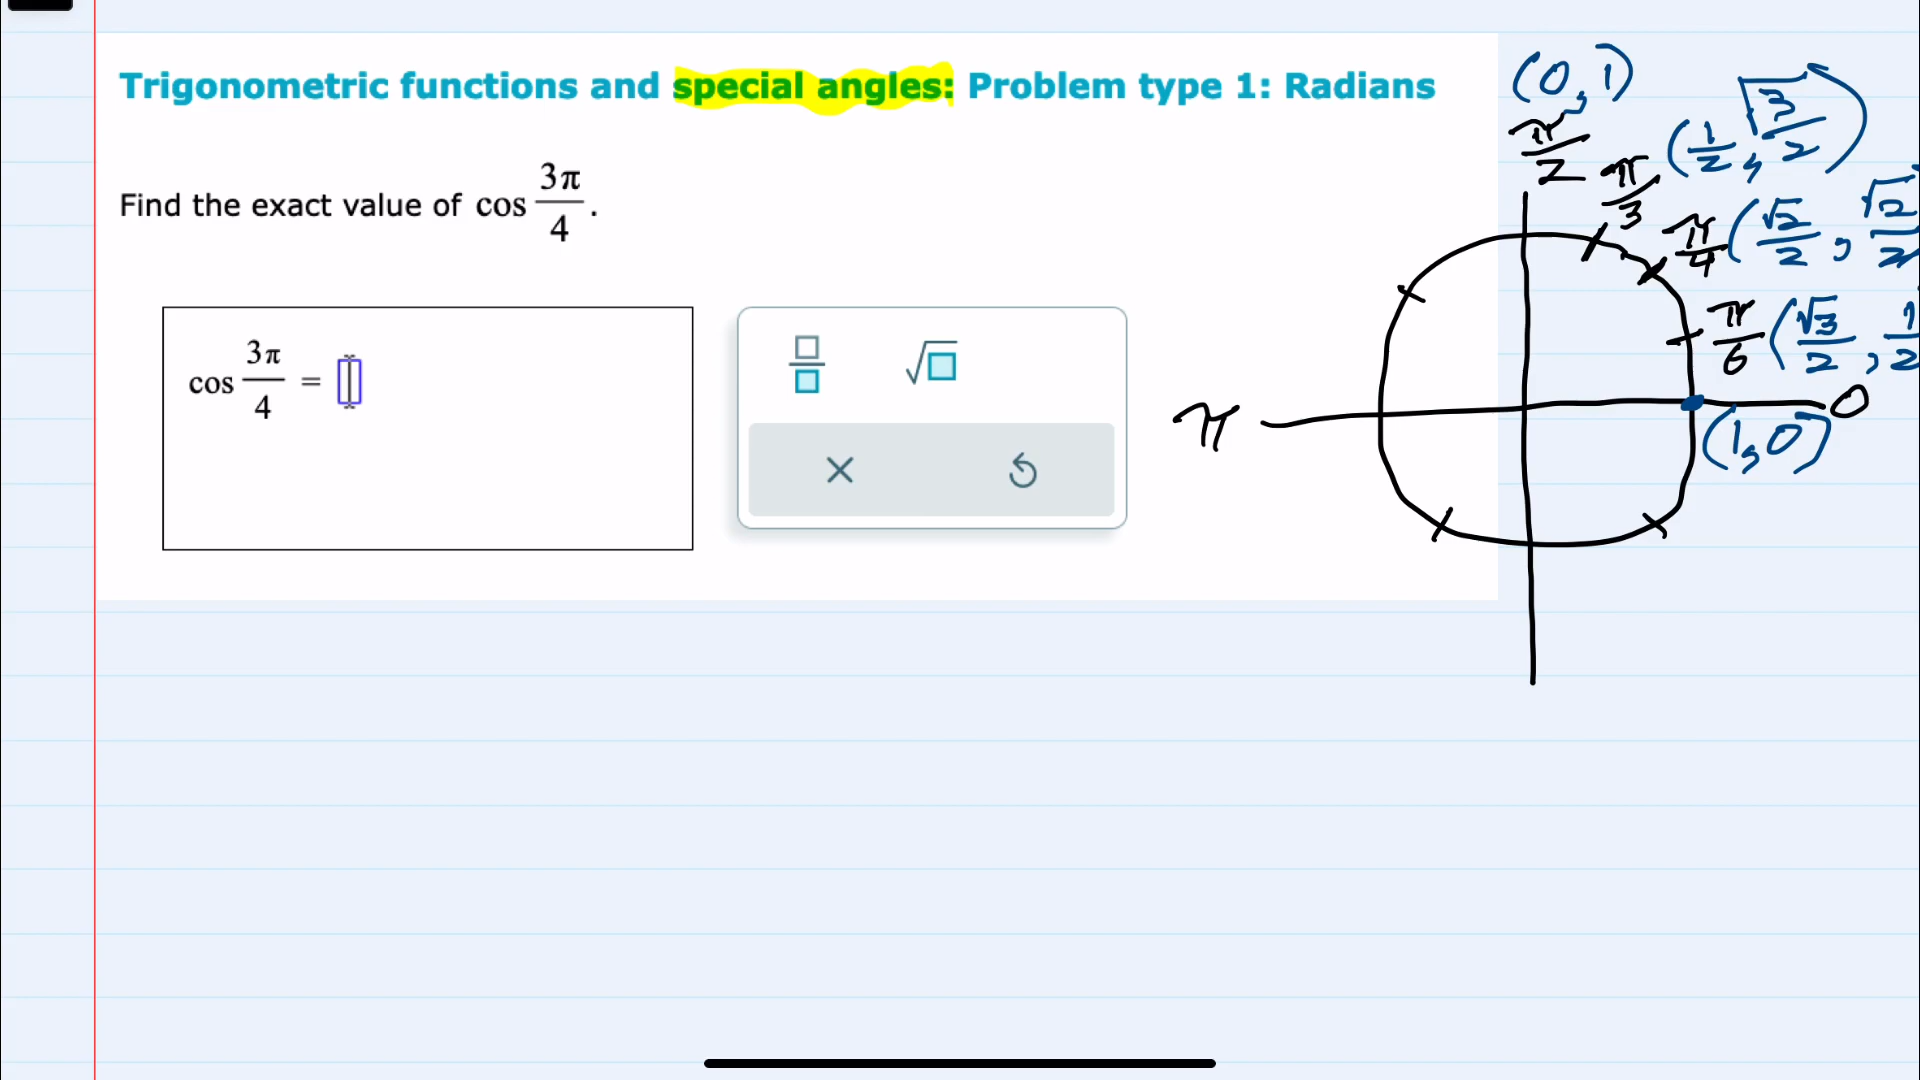 Trigonometric functions and special angles: Problem type 1: Radians
Find the exact value of cos 3π/4.
cos 3π/4 =
(0,1)
π/2
π/3 (1/2, √3/2)
π/4 (√2/2, √2/2
π/6 (√3/2, 1/2
π
0
(1,0)